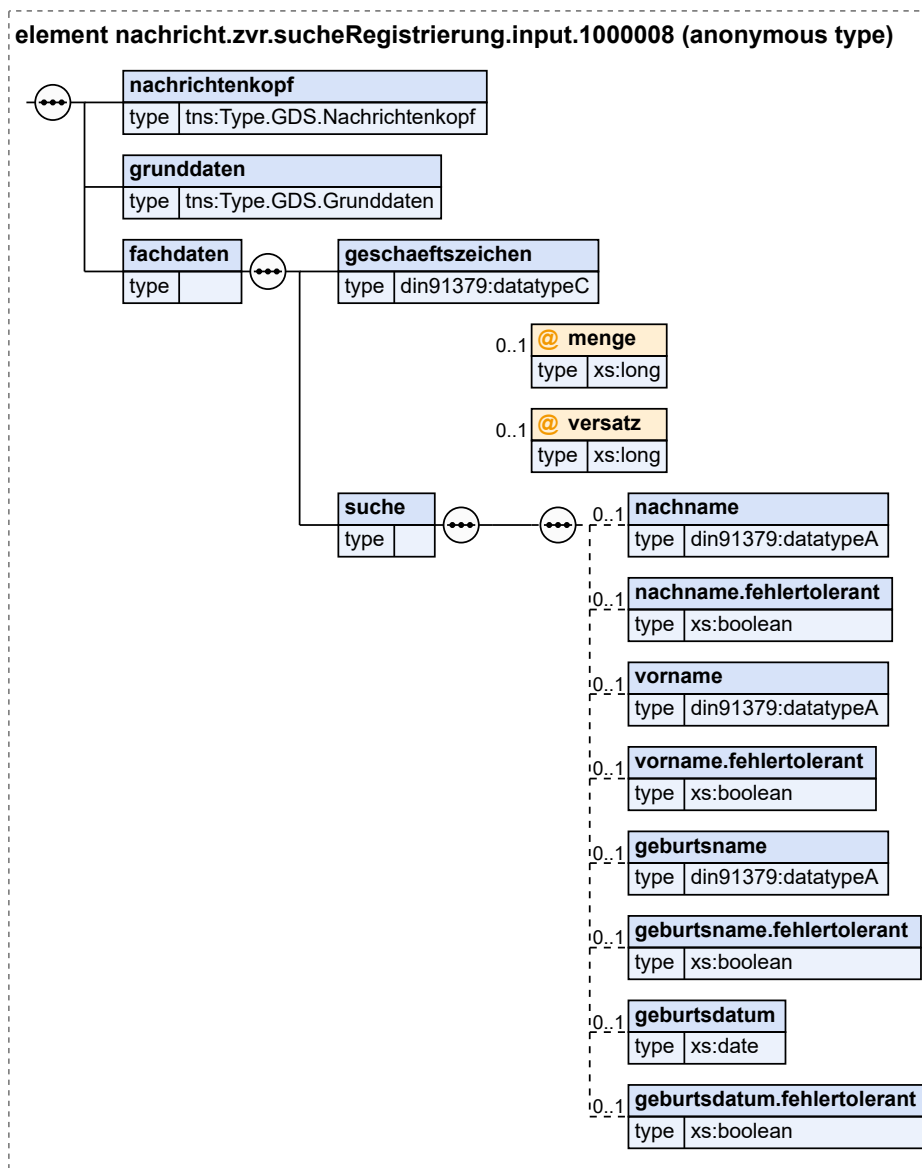 element nachricht.zvr.sucheRegistrierung.input.1000008 (anonymous type)
nachrichtenkopf
type tns:Type.GDS.Nachrichtenkopf
grunddaten
type tns:Type.GDS.Grunddaten
fachdaten
type
geschaeftszeichen
type din91379:datatypeC
0..1 @ menge
type xs:long
0..1 @ versatz
type xs:long
suche
type
0..1 nachname
type din91379:datatypeA
0..1 nachname.fehlertolerant
type xs:boolean
0..1 vorname
type din91379:datatypeA
0..1 vorname.fehlertolerant
type xs:boolean
0..1 geburtsname
type din91379:datatypeA
0..1 geburtsname.fehlertolerant
type xs:boolean
0..1 geburtsdatum
type xs:date
0..1 geburtsdatum.fehlertolerant
type xs:boolean